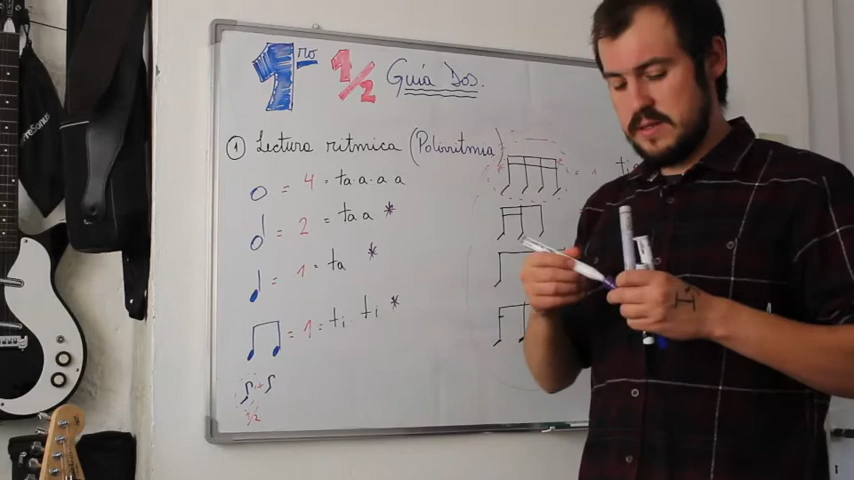 1ro 1/2 Guía Dos.
① Lectura rítmica (Polirritmia)
= 4 = ta-a-a-a
= 2 = ta a *
= 1 = ta *
= 1 = ti ti *
+
1/2
= 1